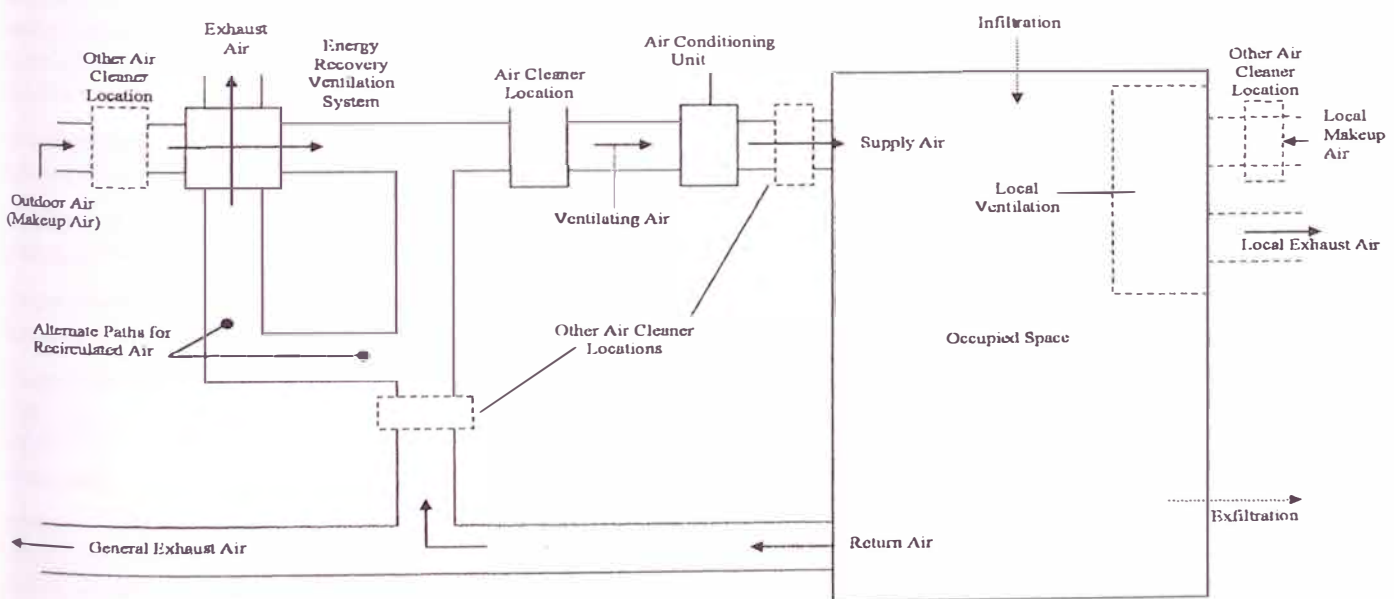 Exhaust
Air
Infiltration
Other Air
Cleaner
Location
Energy
Recovery
Ventilation
System
Air Cleaner
Location
Air Conditioning
Unit
Other Air
Cleaner
Location
Local
Makeup
Air
Supply Air
Outdoor Air
(Makeup Air)
Ventilating Air
Local
Ventilation
Local Exhaust Air
Alternate Paths for
Recirculated Air
Other Air Cleaner
Locations
Occupied Space
Exfiltration
General Exhaust Air
Return Air